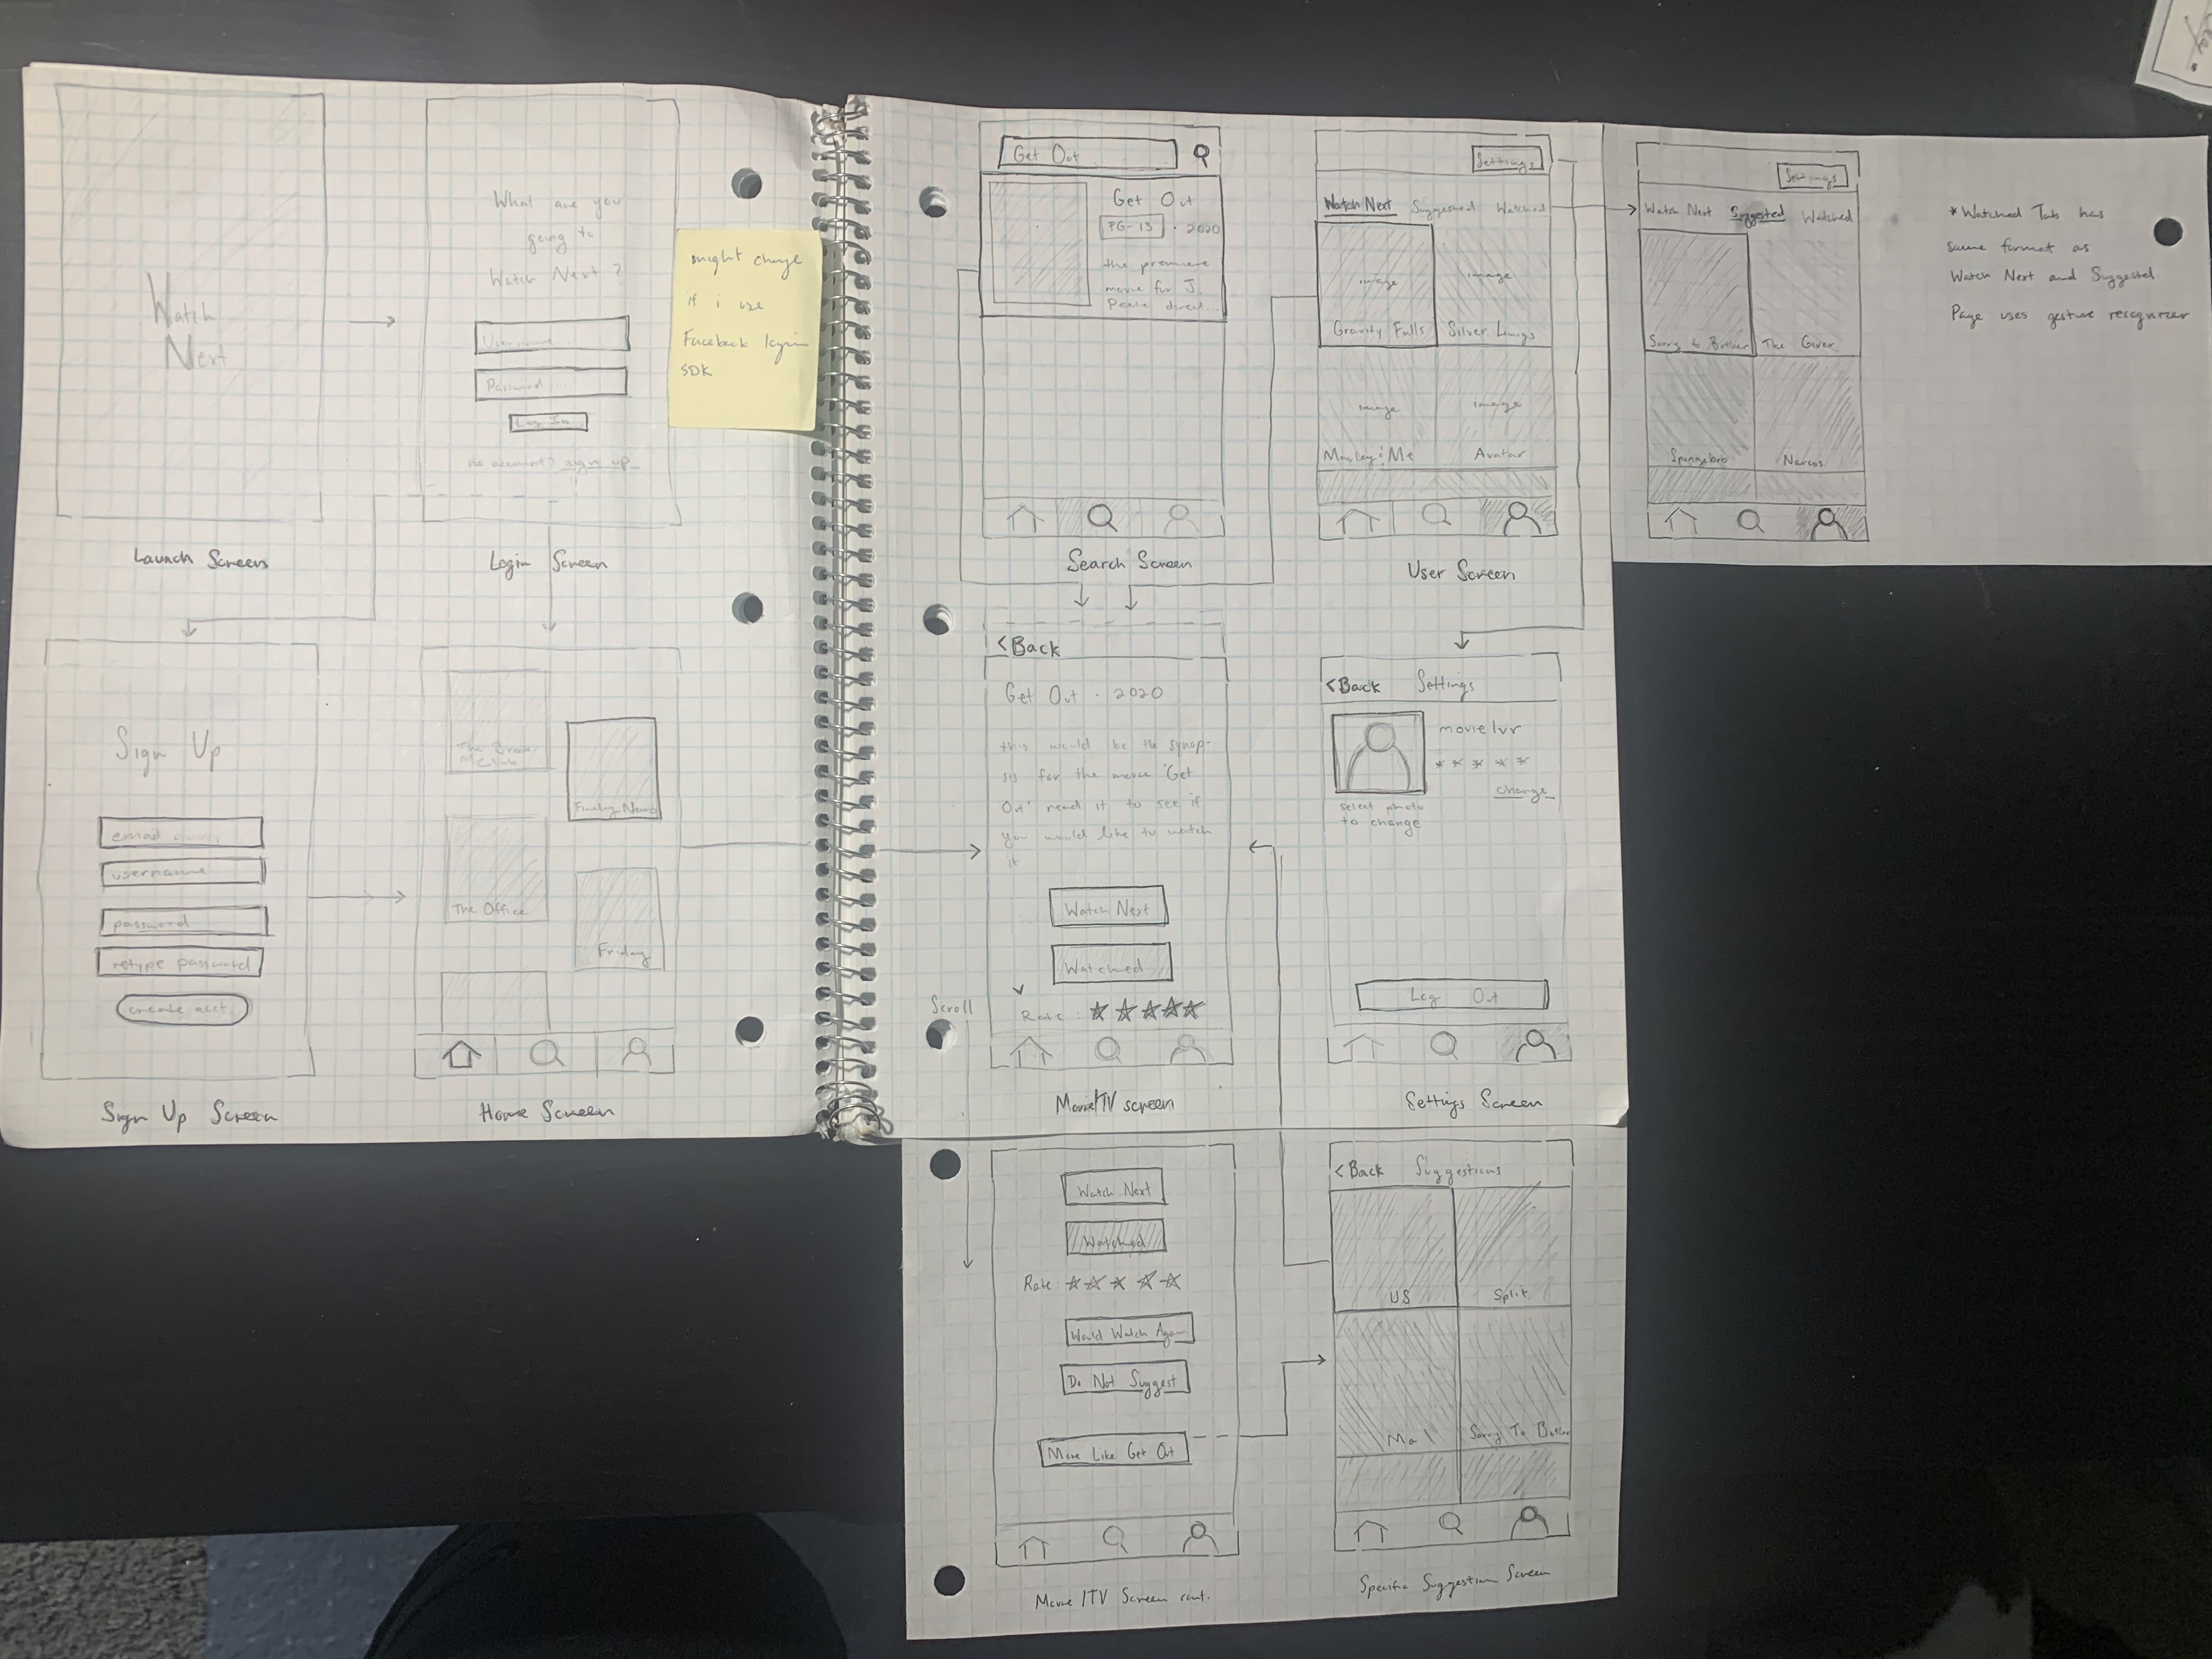 Watch
Next
Launch Screen
What are you
going to
Watch Next?
Username...
Password...
Log In
no account? sign up
Login Screen
might change
if i use
Facebook login
SDK
Sign Up
email
username
password
retype password
create acct.
Sign Up Screen
The Break
Club
Finding Nemo
The Office
Friday
Home Screen
Get Out
Get Out
PG-13 · 2020
the premiere
movie for J.
Peele direct...
Search Screen
Settings
Watch Next Suggested Watched
image image
Gravity Falls Silver Linings
image image
Marley & Me Avatar
User Screen
Settings
Watch Next Suggested Watched
Sorry to Bother The Giver
Spongebob Narcos
* Watched Tab has
same format as
Watch Next and Suggested.
Page uses gesture recognizer
< Back
Get Out · 2020
this would be the synop-
sis for the movie 'Get
Out' read it to see if
you would like to watch
it
Watch Next
Watched
Scroll
Rate:
Movie/TV screen
< Back Settings
movielvr
* * * * *
change
select photo
to change
Log Out
Settings Screen
Watch Next
Watched
Rate:
Would Watch Again
Do Not Suggest
More Like Get Out
Movie/TV Screen cont.
< Back Suggestions
US Split
Ma Sorry To Bother
Specific Suggestion Screen